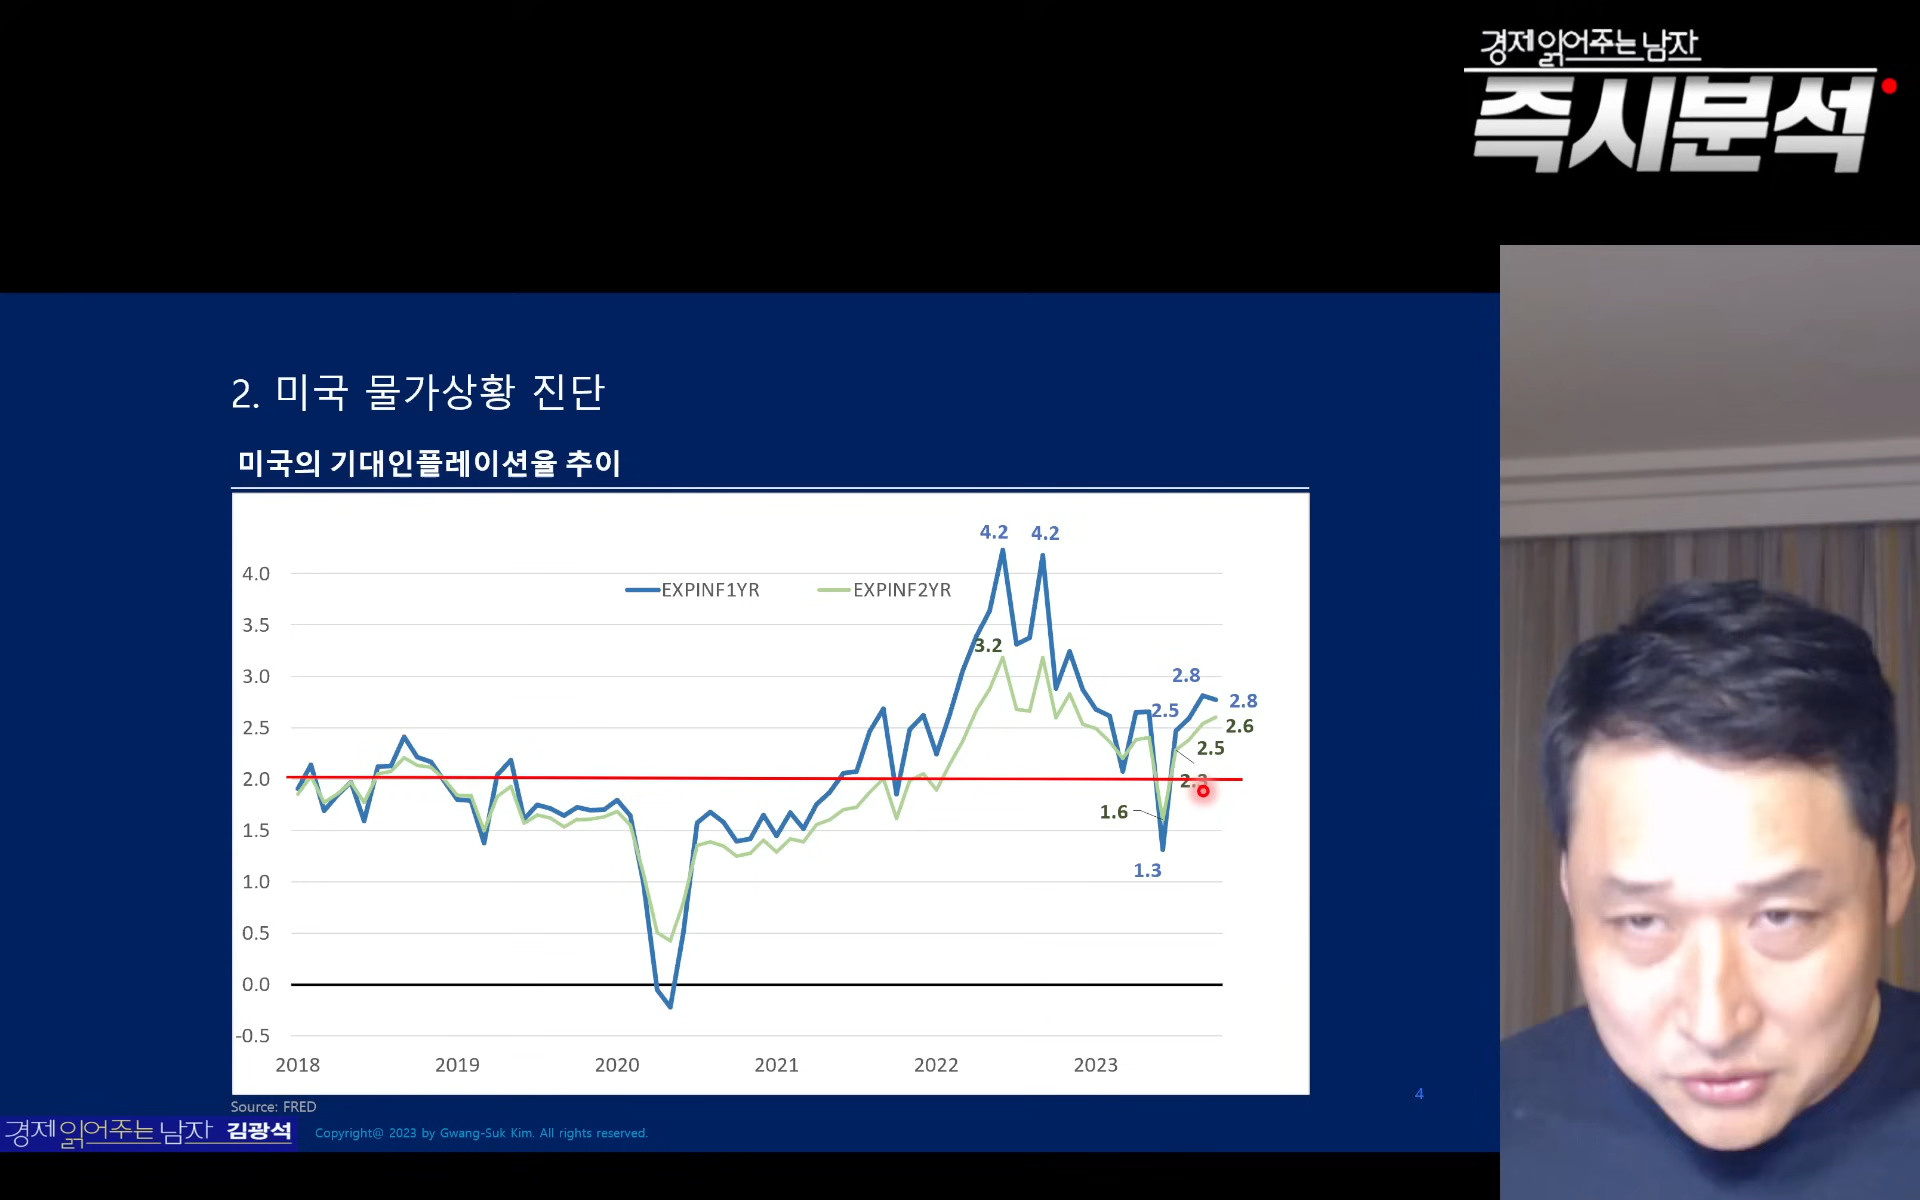 경제읽어주는남자
즉시분석
2. 미국 물가상황 진단
미국의 기대인플레이션율 추이
4.2 4.2
4.0
EXPINF1YR EXPINF2YR
3.5
3.2
3.0
2.8
2.8
2.5
2.5
2.6
2.5
2.0
1.6
1.5
1.3
1.0
0.5
0.0
-0.5
2018 2019 2020 2021 2022 2023
4
Source: FRED
경제읽어주는남자 김광석
Copyright@ 2023 by Gwang-Suk Kim. All rights reserved.